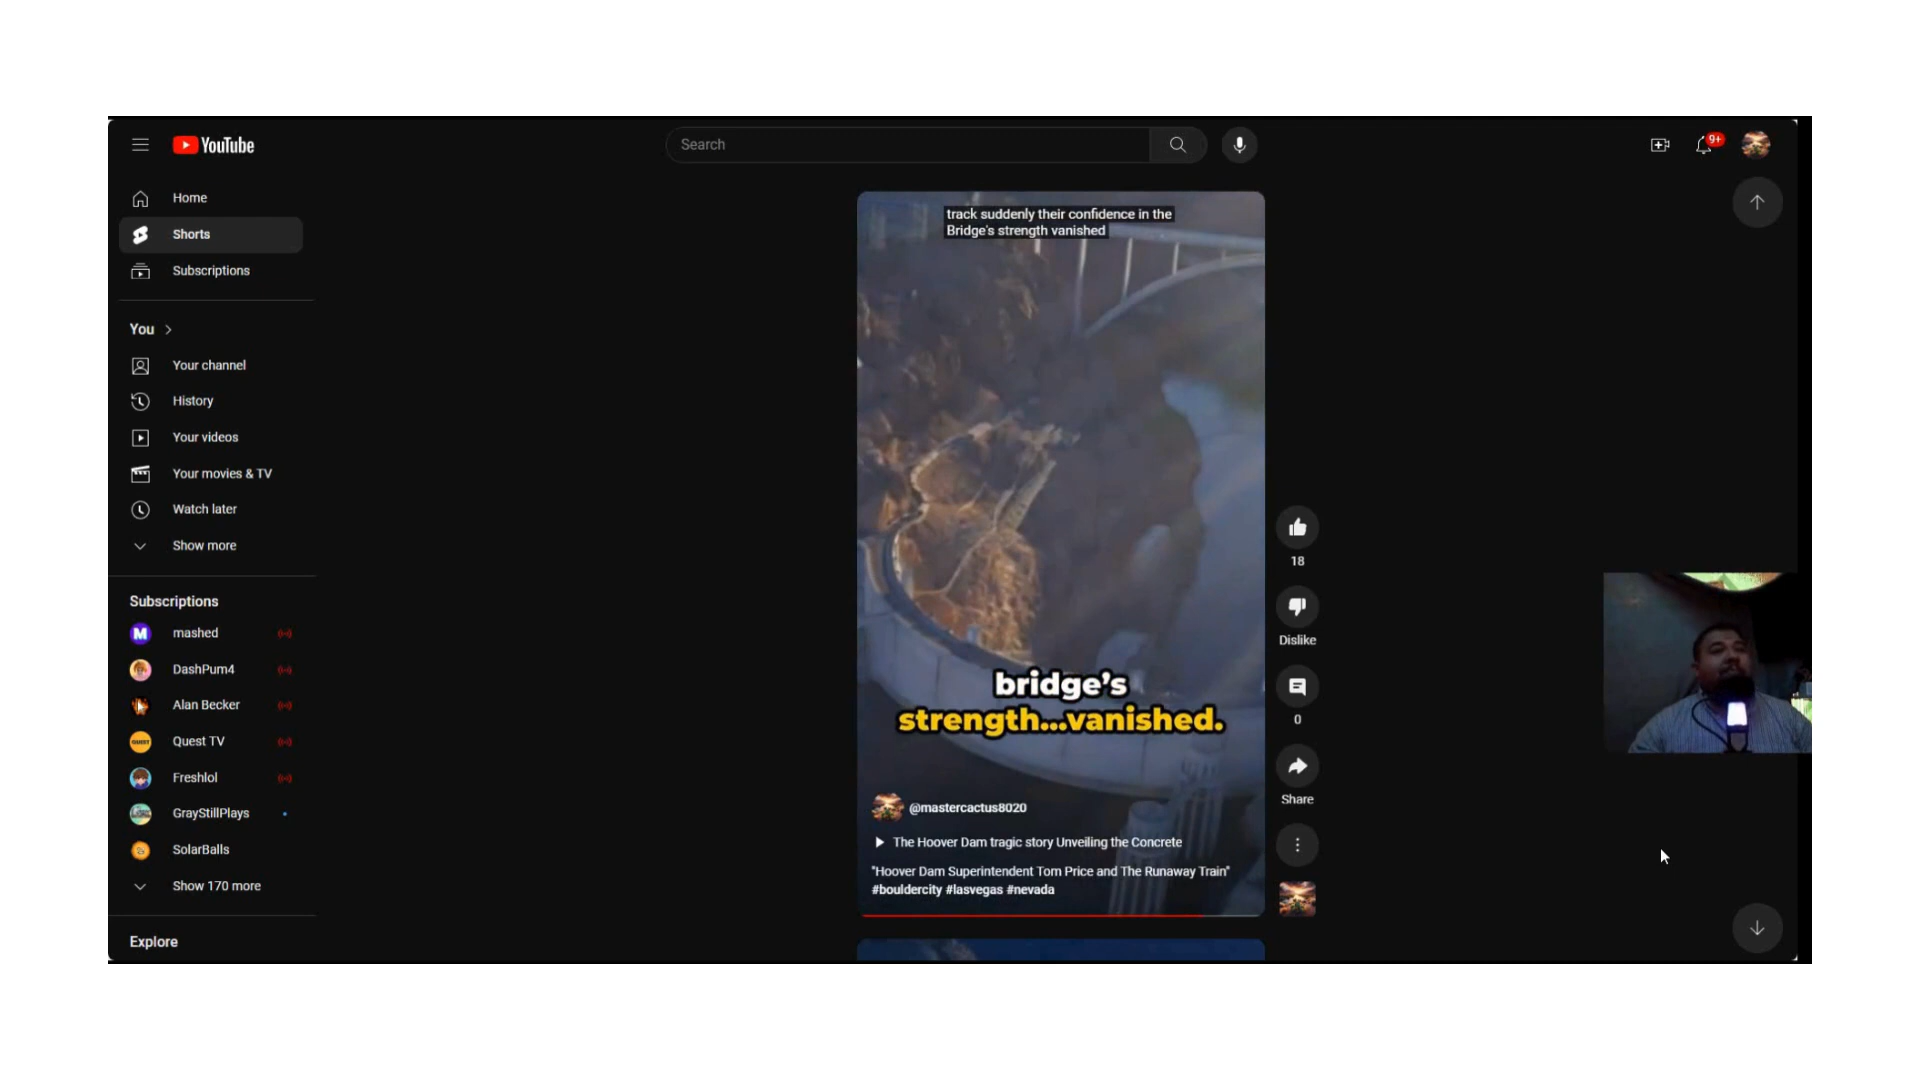 YouTube
Search
9+
Home
Shorts
Subscriptions
You
Your channel
History
Your videos
Your movies & TV
Watch later
Show more
Subscriptions
M mashed
DashPum4
Alan Becker
QUEST Quest TV
Freshlol
GrayStillPlays
SolarBalls
Show 170 more
Explore
track suddenly their confidence in the
Bridge's strength vanished
bridge's
strength...vanished.
@mastercactus8020
The Hoover Dam tragic story Unveiling the Concrete
"Hoover Dam Superintendent Tom Price and The Runaway Train"
#bouldercity #lasvegas #nevada
18
Dislike
0
Share